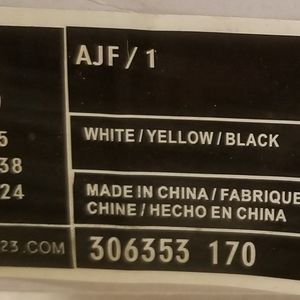 AJF / 1
5
38
24
WHITE / YELLOW / BLACK
MADE IN CHINA / FABRIQUE
CHINE / HECHO EN CHINA
23.COM
306353 170